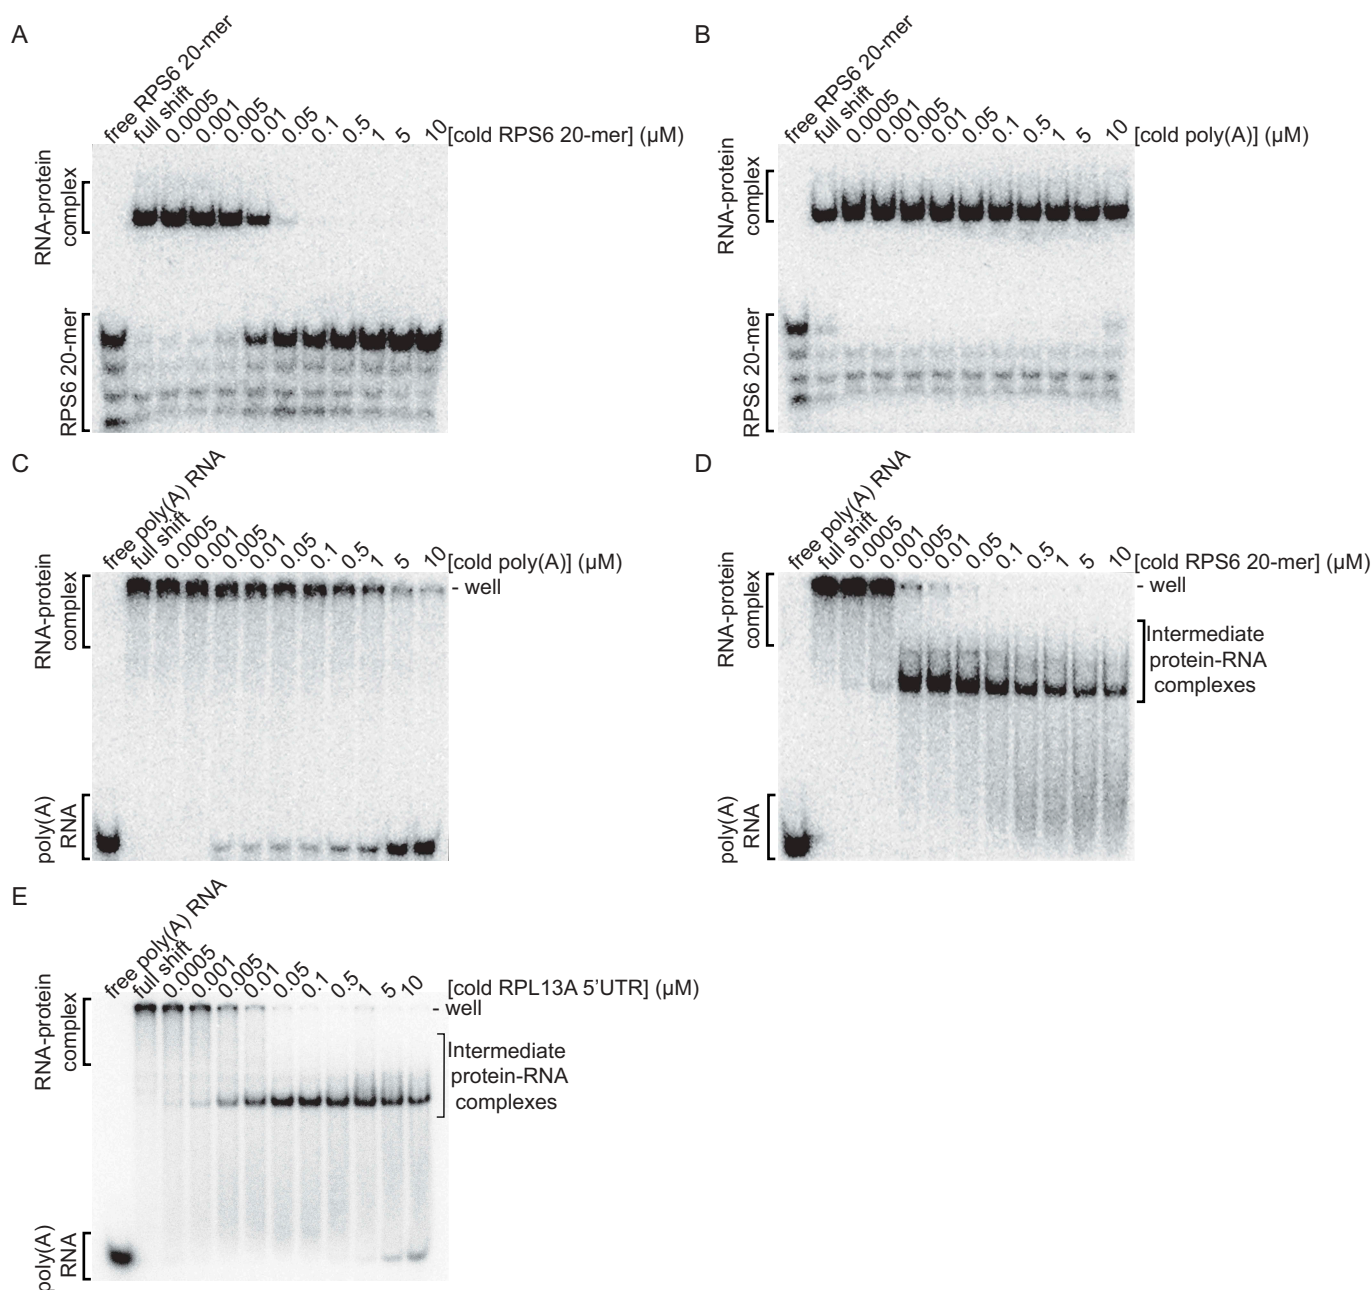 A
free RPS6 20-mer
full shift
0.0005
0.001
0.005
0.01
0.05
0.1
0.5
1
5
10
[cold RPS6 20-mer] (μM)
RNA-protein
complex
RPS6 20-mer
B
free RPS6 20-mer
full shift
0.0005
0.001
0.005
0.01
0.05
0.1
0.5
1
5
10
[cold poly(A)] (μM)
RNA-protein
complex
RPS6 20-mer
C
free poly(A) RNA
full shift
0.0005
0.001
0.005
0.01
0.05
0.1
0.5
1
5
10
[cold poly(A)] (μM)
- well
RNA-protein
complex
poly(A)
RNA
D
free poly(A) RNA
full shift
0.0005
0.001
0.005
0.01
0.05
0.1
0.5
1
5
10
[cold RPS6 20-mer] (μM)
- well
RNA-protein
complex
Intermediate
protein-RNA
complexes
poly(A)
RNA
E
free poly(A) RNA
full shift
0.0005
0.001
0.005
0.01
0.05
0.1
0.5
1
5
10
[cold RPL13A 5'UTR] (μM)
- well
RNA-protein
complex
Intermediate
protein-RNA
complexes
poly(A)
RNA